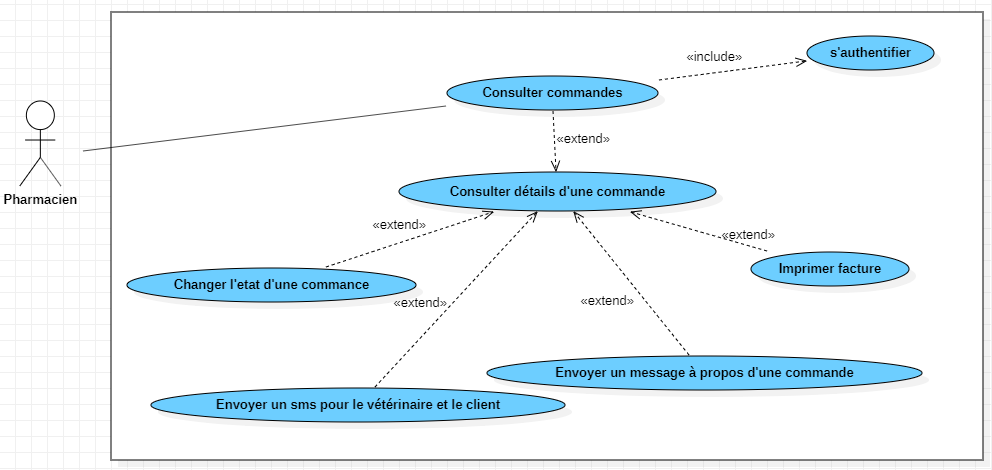 s'authentifier
«include»
Consulter commandes
«extend»
Pharmacien
Consulter détails d'une commande
«extend»
«extend»
Imprimer facture
Changer l'etat d'une commance
«extend»
«extend»
Envoyer un message à propos d'une commande
Envoyer un sms pour le vétérinaire et le client